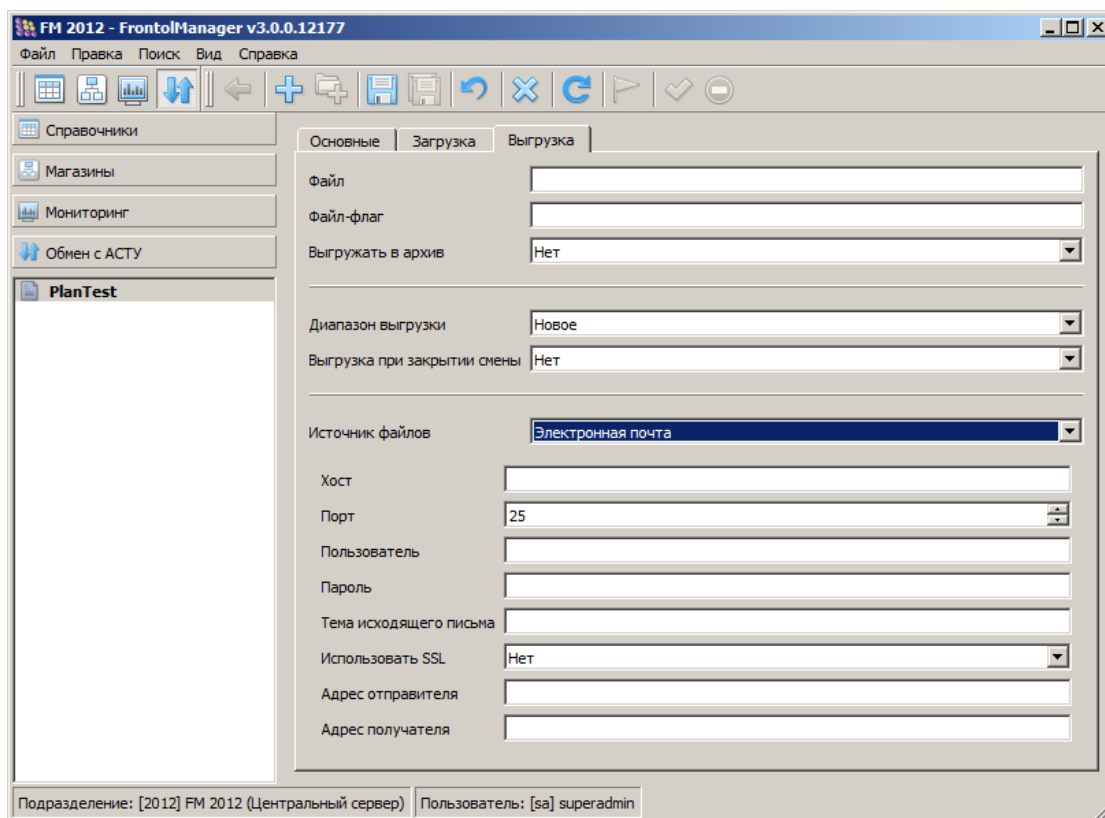 FM 2012 - FrontolManager v3.0.0.12177
Файл Правка Поиск Вид Справка
Справочники
Магазины
Мониторинг
Обмен с АСТУ
PlanTest
Основные Загрузка Выгрузка
Файл
Файл-флаг
Выгружать в архив Нет
Диапазон выгрузки Новое
Выгрузка при закрытии смены Нет
Источник файлов Электронная почта
Хост
Порт 25
Пользователь
Пароль
Тема исходящего письма
Использовать SSL Нет
Адрес отправителя
Адрес получателя
Подразделение: [2012] FM 2012 (Центральный сервер) Пользователь: [sa] superadmin